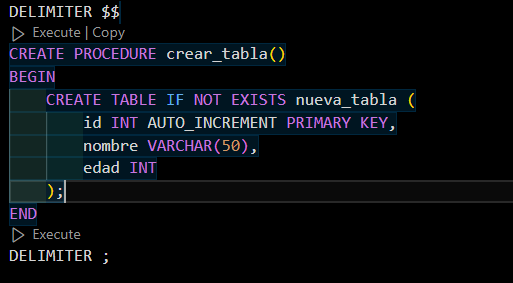 DELIMITER $$
Execute | Copy
CREATE PROCEDURE crear_tabla()
BEGIN
    CREATE TABLE IF NOT EXISTS nueva_tabla (
        id INT AUTO_INCREMENT PRIMARY KEY,
        nombre VARCHAR(50),
        edad INT
    );
END
Execute
DELIMITER ;